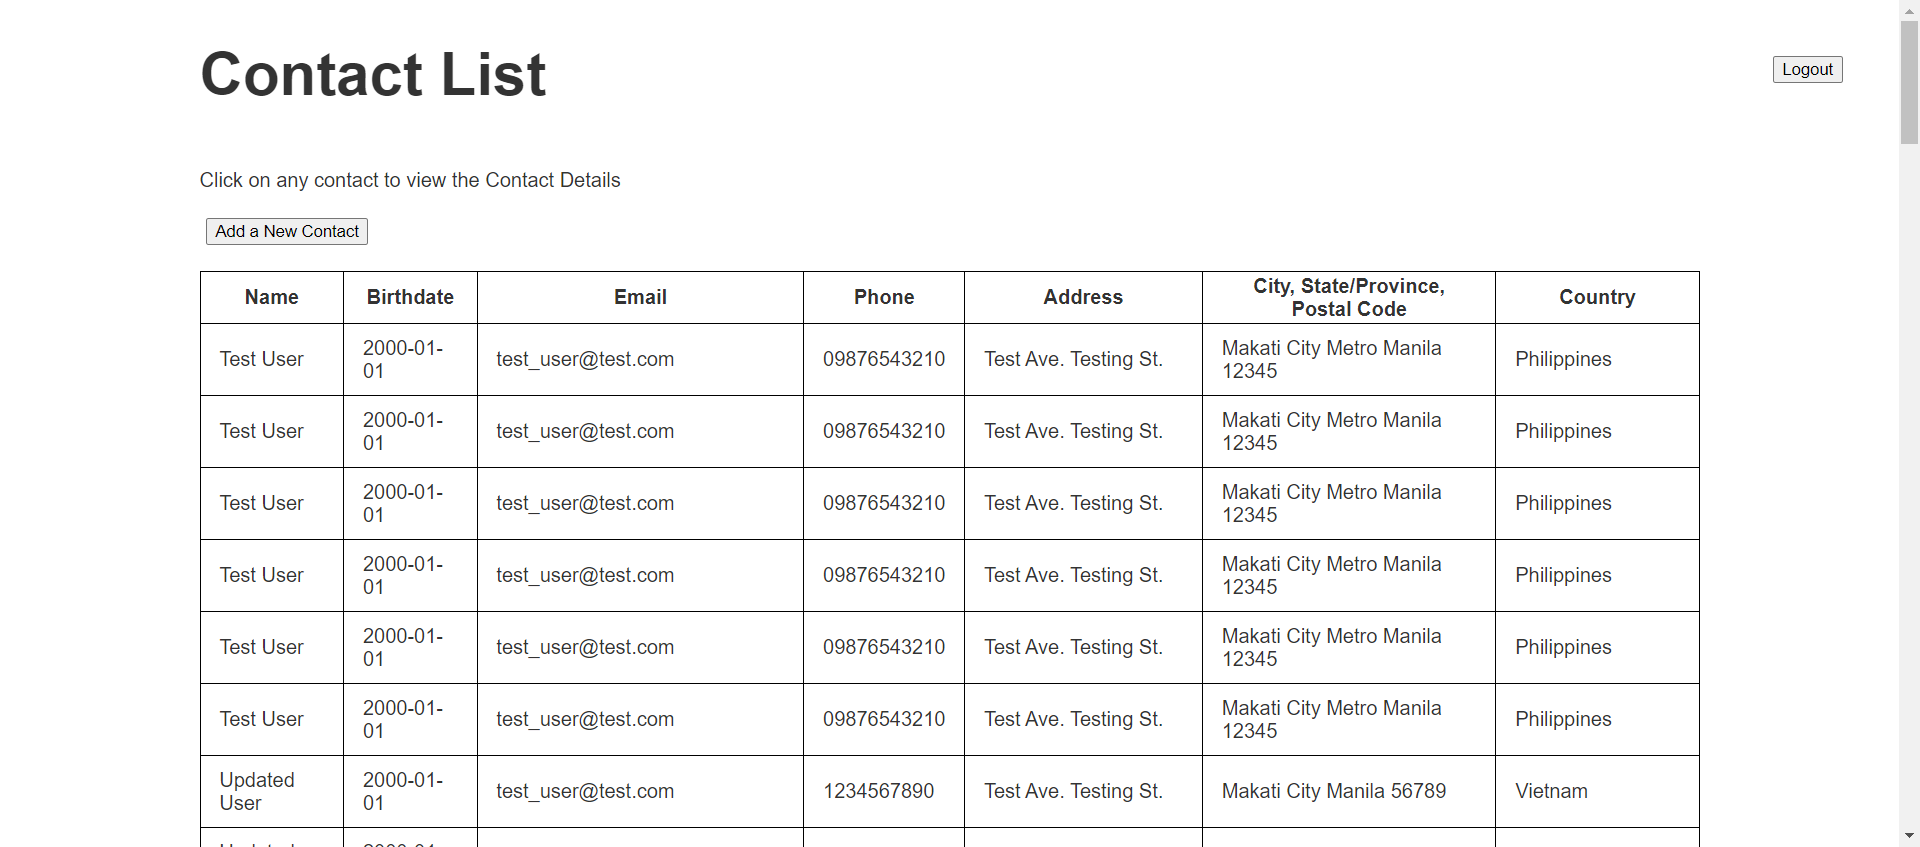 Contact List
Logout
Click on any contact to view the Contact Details
Add a New Contact
Name Birthdate Email Phone Address City, State/Province, Postal Code Country
Test User 2000-01-01 test_user@test.com 09876543210 Test Ave. Testing St. Makati City Metro Manila 12345 Philippines
Test User 2000-01-01 test_user@test.com 09876543210 Test Ave. Testing St. Makati City Metro Manila 12345 Philippines
Test User 2000-01-01 test_user@test.com 09876543210 Test Ave. Testing St. Makati City Metro Manila 12345 Philippines
Test User 2000-01-01 test_user@test.com 09876543210 Test Ave. Testing St. Makati City Metro Manila 12345 Philippines
Test User 2000-01-01 test_user@test.com 09876543210 Test Ave. Testing St. Makati City Metro Manila 12345 Philippines
Test User 2000-01-01 test_user@test.com 09876543210 Test Ave. Testing St. Makati City Metro Manila 12345 Philippines
Updated User 2000-01-01 test_user@test.com 1234567890 Test Ave. Testing St. Makati City Manila 56789 Vietnam